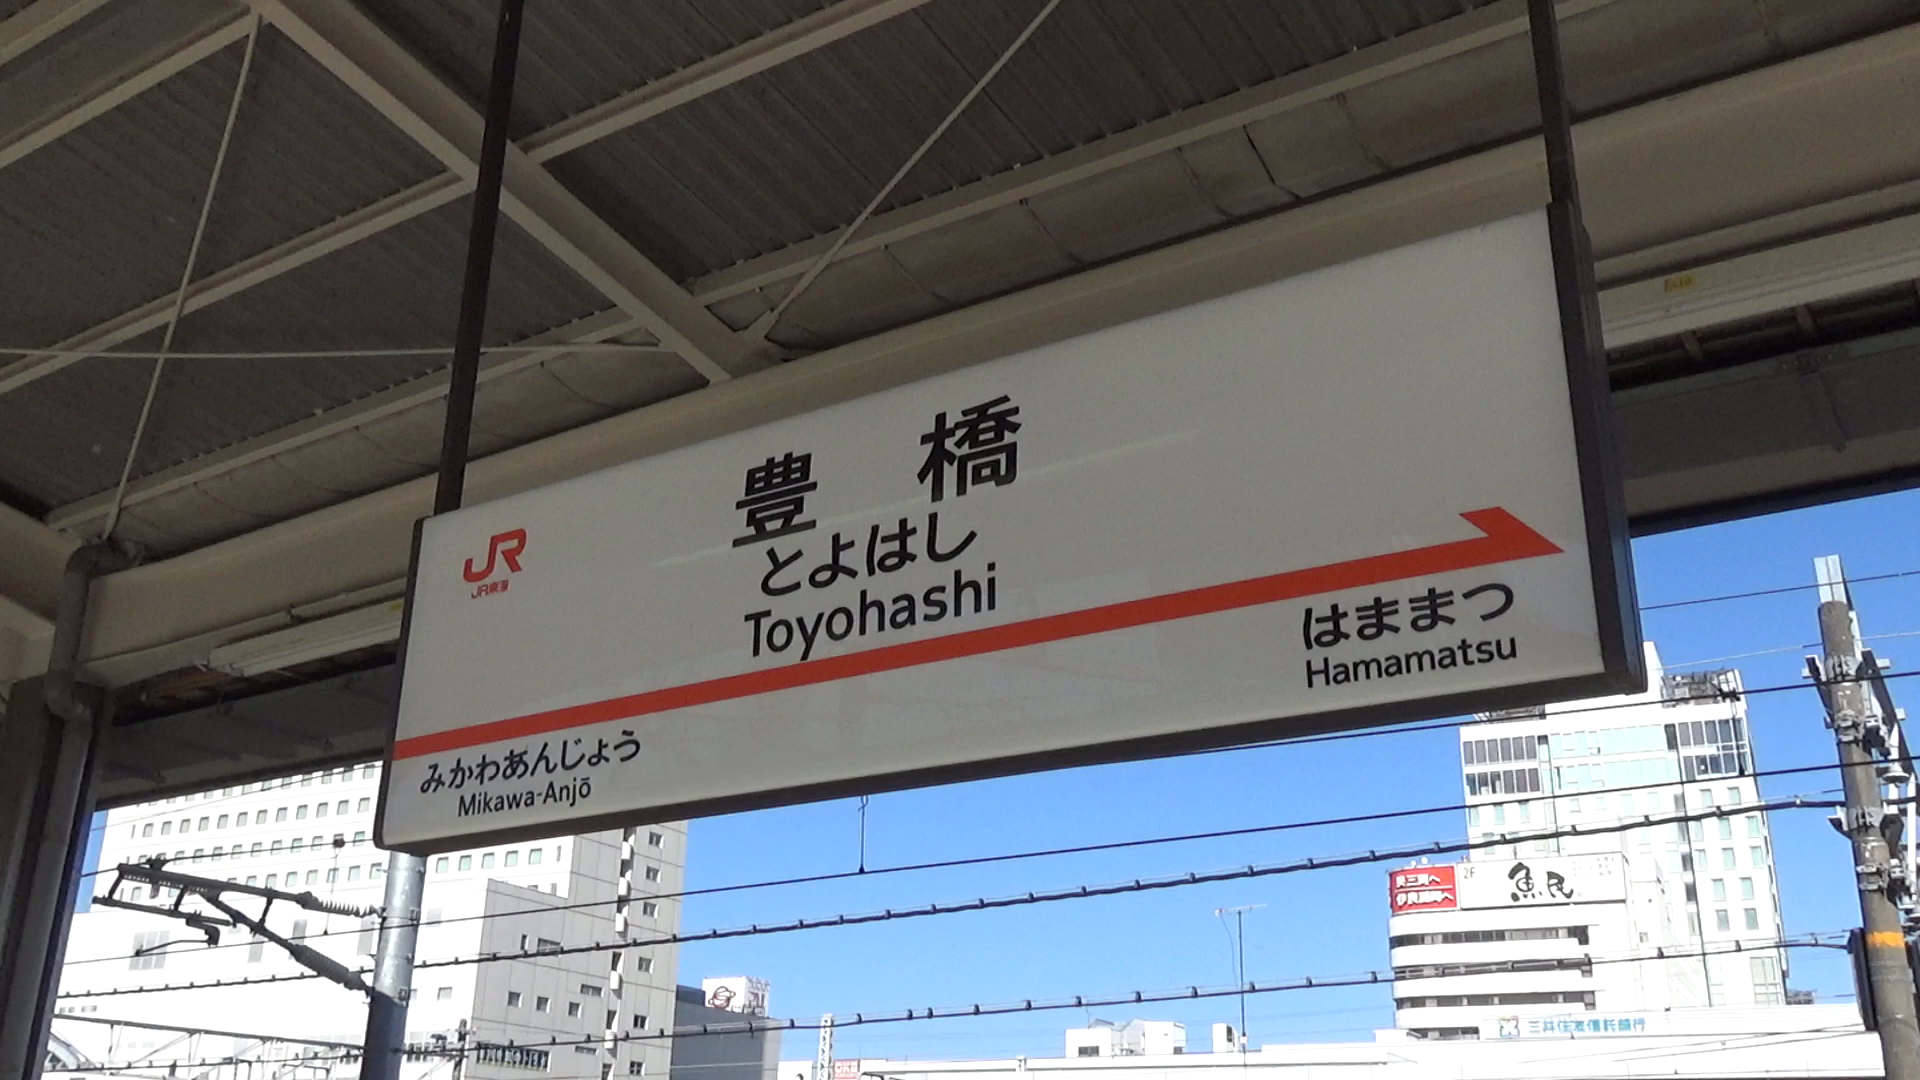 JR
JR東海
豊橋
とよはし
Toyohashi
みかわあんじょう
Mikawa-Anjō
はままつ
Hamamatsu
2F
魚民
三井住友信託銀行